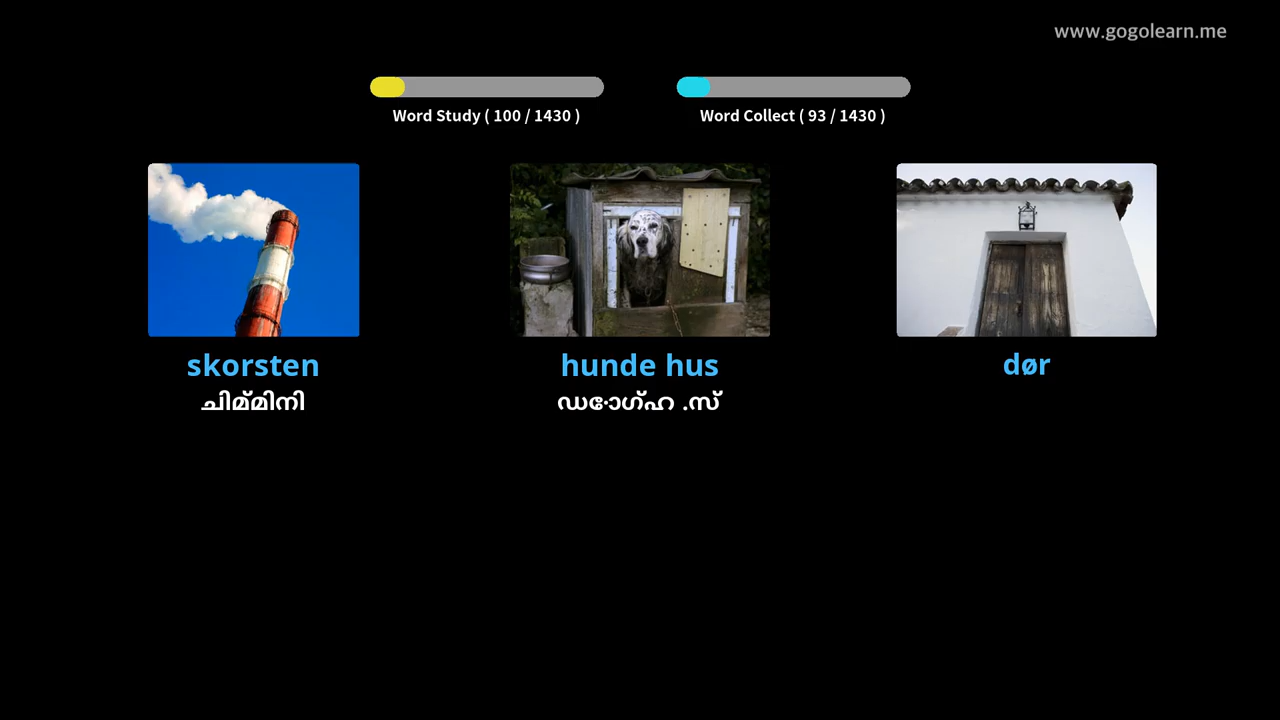 www.gogolearn.me
Word Study ( 100 / 1430 )
Word Collect ( 93 / 1430 )
skorsten
hunde hus
dør
ചിമ്മിനി
ഡോഗ്ഹ .സ്